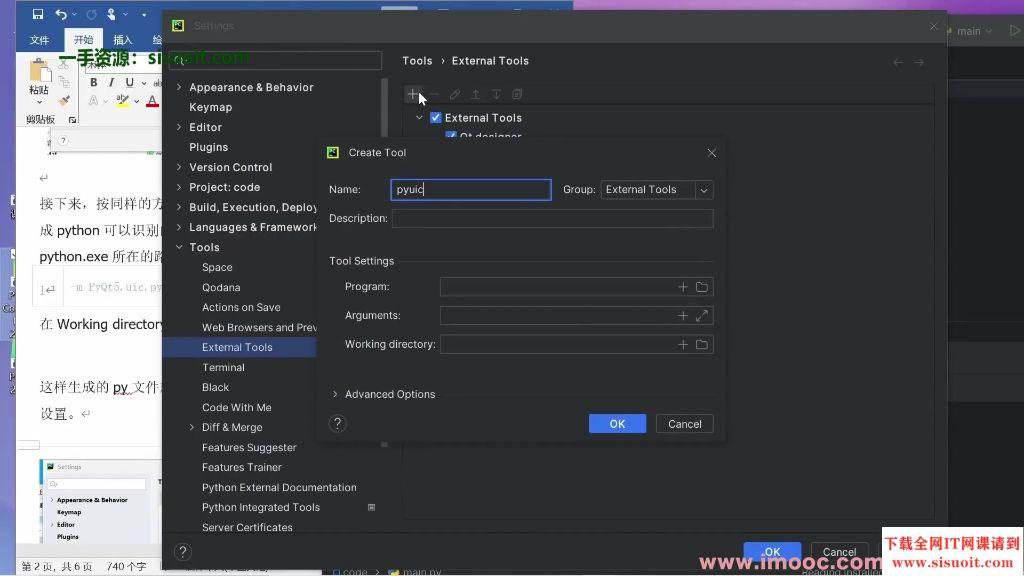 文件
开始
插入
一手资源：sisuoit.com
粘贴
B I U
剪贴板
接下来，按同样的方
成 python 可以识别
python.exe 所在的路
-m PyQt5.uic.py
在 Working directory
这样生成的 py 文件
设置。
Settings
Appearance & Behavior
Keymap
Editor
Plugins
第 2 页，共 6 页 740 个字
Settings
Appearance & Behavior
Keymap
Editor
Plugins
Version Control
Project: code
Build, Execution, Deploy
Languages & Framework
Tools
Space
Qodana
Actions on Save
Web Browsers and Prev
External Tools
Terminal
Black
Code With Me
Diff & Merge
Features Suggester
Features Trainer
Python External Documentation
Python Integrated Tools
Server Certificates
Tools › External Tools
External Tools
Qt designer
Create Tool
Name: pyuic
Group: External Tools
Description:
Tool Settings
Program:
Arguments:
Working directory:
Advanced Options
? OK Cancel
? OK Cancel
main
code › main.py
www.imooc.com
下载全网IT网课请到
www.sisuoit.com